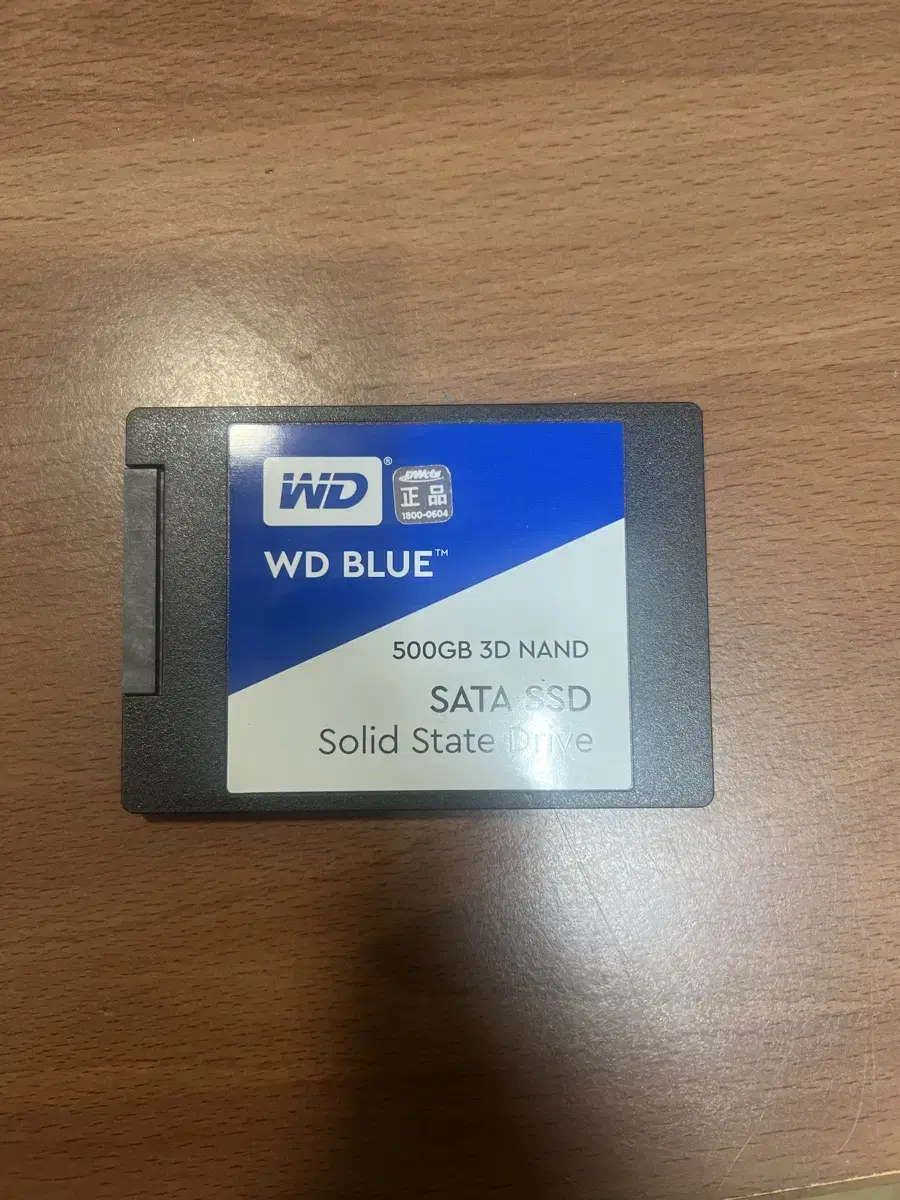 WD®
正品
1800-0604
WD BLUE™
500GB 3D NAND
SATA SSD
Solid State Drive